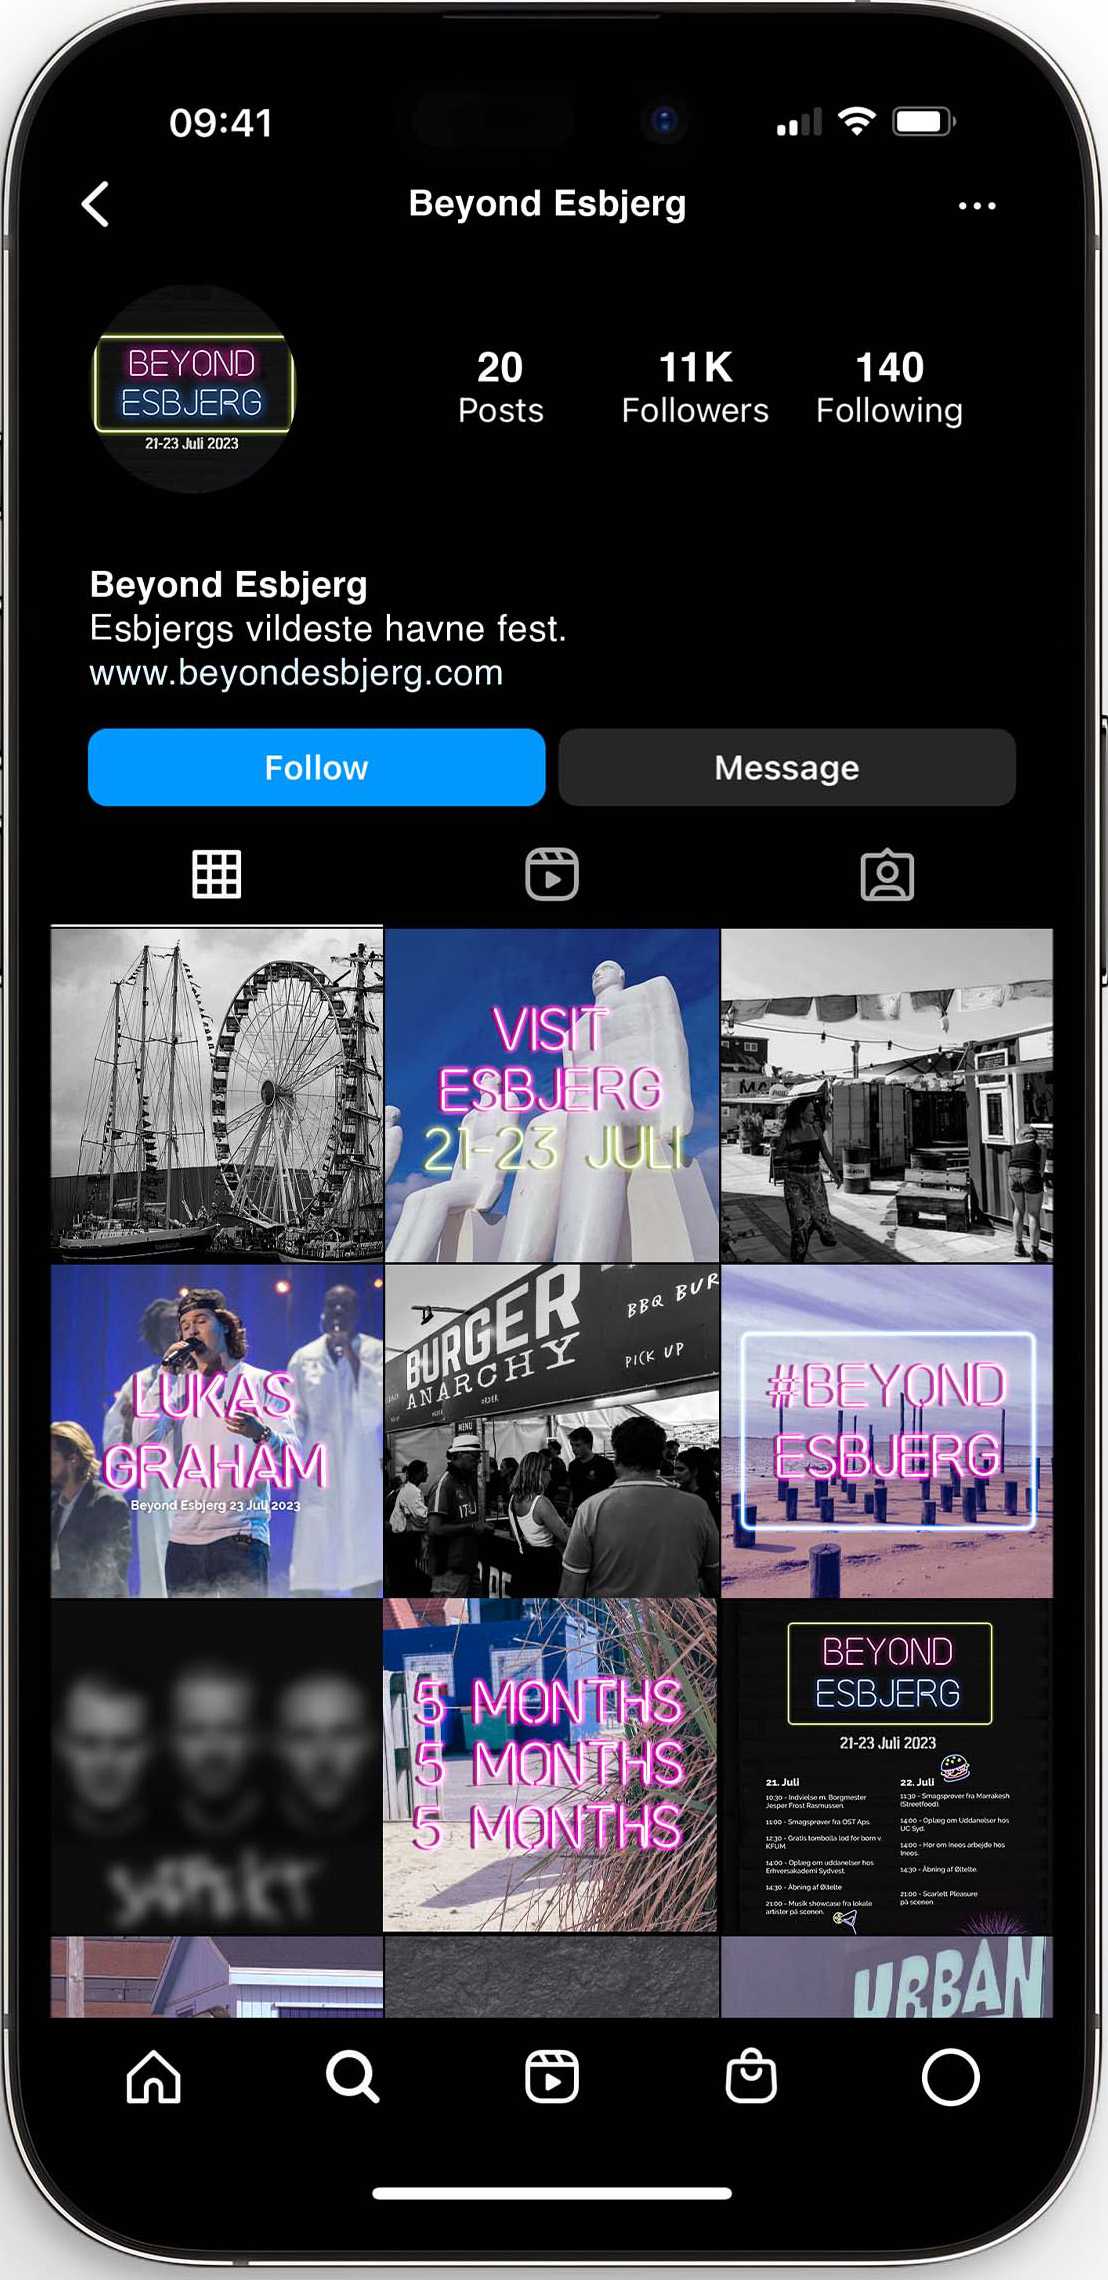 09:41
Beyond Esbjerg
BEYOND
ESBJERG
21-23 Juli 2023
20
Posts
11K
Followers
140
Following
Beyond Esbjerg
Esbjergs vildeste havne fest.
www.beyondesbjerg.com
Follow
Message
VISIT
ESBJERG
21-23 JULI
LUKAS
GRAHAM
Beyond Esbjerg 23 Juli 2023
BURGER
ANARCHY
BBQ BUR
PICK UP
ORDER
MENU
#BEYOND
ESBJERG
5 MONTHS
5 MONTHS
5 MONTHS
BEYOND
ESBJERG
21-23 Juli 2023
21. Juli
10:30 - Indvielse m. Borgmester
Jesper Frost Rasmussen.
11:00 - Smagsprøver fra OST Aps.
12:30 - Gratis tombolla lod for børn v.
KFUM.
14:00 - Oplæg om uddannelser hos
Erhversakademi Sydvest.
14:30 - Åbning af Øltelte
21:00 - Musik showcase fra lokale
artister på scenen.
22. Juli
11:30 - Smagsprøver fra Marrakesh
(Streetfood).
14:00 - Oplæg om Uddanelser hos
UC Syd.
14:00 - Hør om Ineos arbejde hos
Ineos.
14:30 - Åbning af Øltelte.
21:00 - Scarlett Pleasure
på scenen.
URBAN